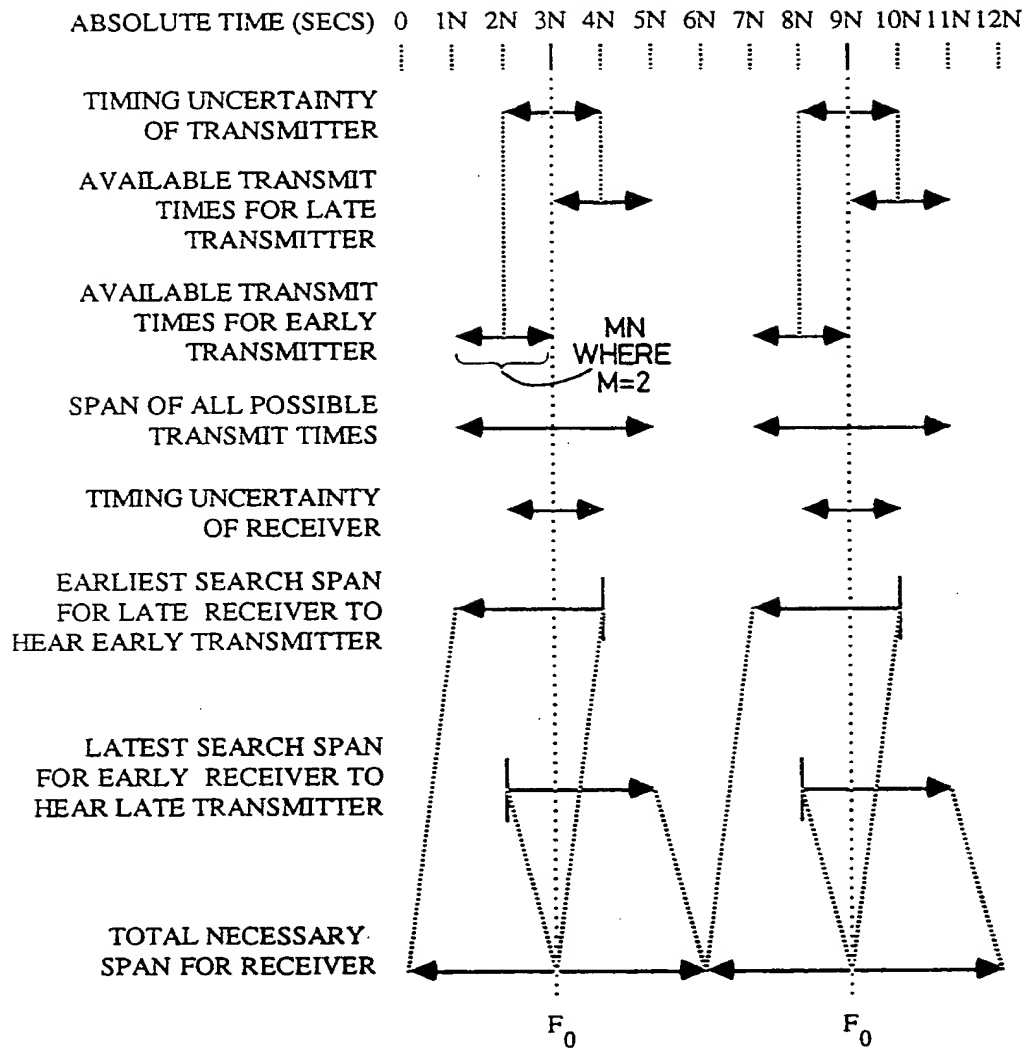 ABSOLUTE TIME (SECS) 0 1N 2N 3N 4N 5N 6N 7N 8N 9N 10N 11N 12N
TIMING UNCERTAINTY
OF TRANSMITTER
AVAILABLE TRANSMIT
TIMES FOR LATE
TRANSMITTER
AVAILABLE TRANSMIT
TIMES FOR EARLY
TRANSMITTER
MN
WHERE
M=2
SPAN OF ALL POSSIBLE
TRANSMIT TIMES
TIMING UNCERTAINTY
OF RECEIVER
EARLIEST SEARCH SPAN
FOR LATE RECEIVER TO
HEAR EARLY TRANSMITTER
LATEST SEARCH SPAN
FOR EARLY RECEIVER TO
HEAR LATE TRANSMITTER
TOTAL NECESSARY
SPAN FOR RECEIVER
F0 F0